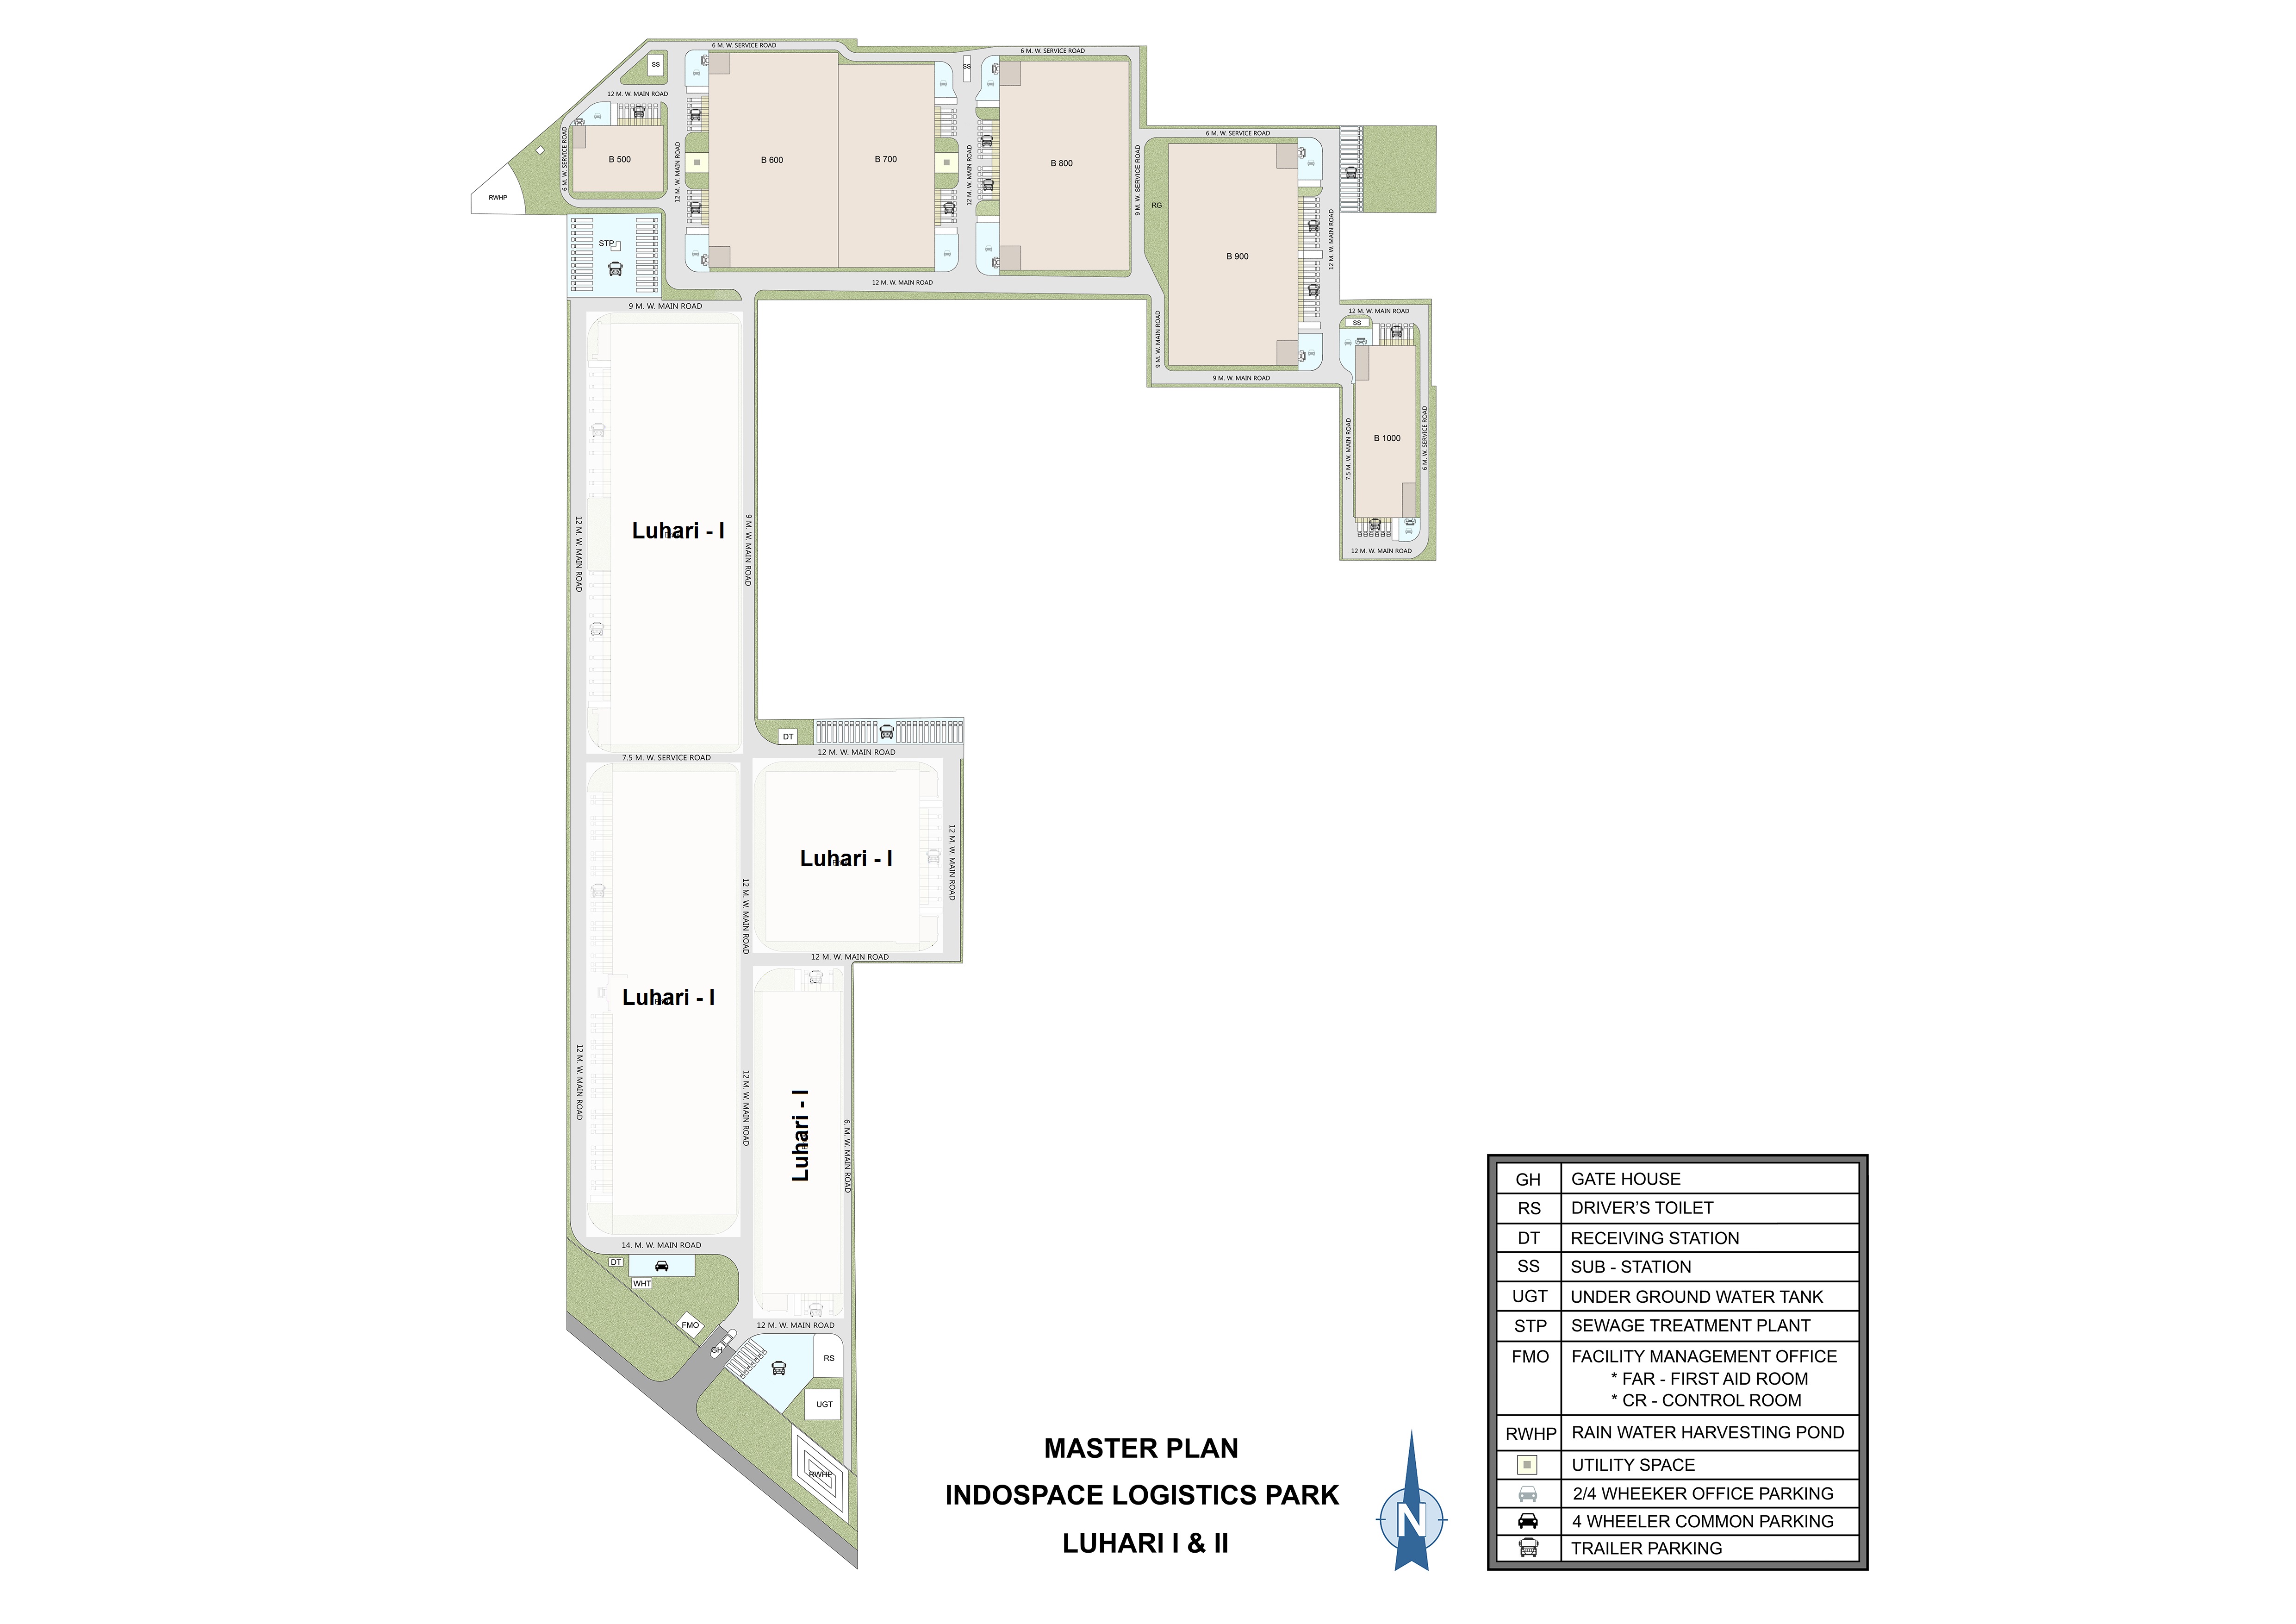 6 M. W. SERVICE ROAD
6 M. W. SERVICE ROAD
SS
SS
12 M. W. MAIN ROAD
6 M. W. SERVICE ROAD
B 500
12 M. W. MAIN ROAD
B 600
B 700
12 M. W. MAIN ROAD
B 800
9 M. W. SERVICE ROAD
6 M. W. SERVICE ROAD
RWHP
RG
STP
B 900
12 M. W. MAIN ROAD
12 M. W. MAIN ROAD
9 M. W. MAIN ROAD
9 M. W. MAIN ROAD
12 M. W. MAIN ROAD
SS
9 M. W. MAIN ROAD
7.5 M. W. MAIN ROAD
B 1000
6 M. W. SERVICE ROAD
12 M. W. MAIN ROAD
12 M. W. MAIN ROAD
Luhari - I
9 M. W. MAIN ROAD
DT
12 M. W. MAIN ROAD
7.5 M. W. SERVICE ROAD
Luhari - I
12 M. W. MAIN ROAD
12 M. W. MAIN ROAD
12 M. W. MAIN ROAD
Luhari - I
12 M. W. MAIN ROAD
12 M. W. MAIN ROAD
Luhari - I
6. M. W. MAIN ROAD
14. M. W. MAIN ROAD
DT
WHT
FMO
12 M. W. MAIN ROAD
GH
RS
UGT
RWHP
MASTER PLAN
INDOSPACE LOGISTICS PARK
LUHARI I & II
N
GH GATE HOUSE
RS DRIVER'S TOILET
DT RECEIVING STATION
SS SUB - STATION
UGT UNDER GROUND WATER TANK
STP SEWAGE TREATMENT PLANT
FMO FACILITY MANAGEMENT OFFICE
* FAR - FIRST AID ROOM
* CR - CONTROL ROOM
RWHP RAIN WATER HARVESTING POND
UTILITY SPACE
2/4 WHEEKER OFFICE PARKING
4 WHEELER COMMON PARKING
TRAILER PARKING